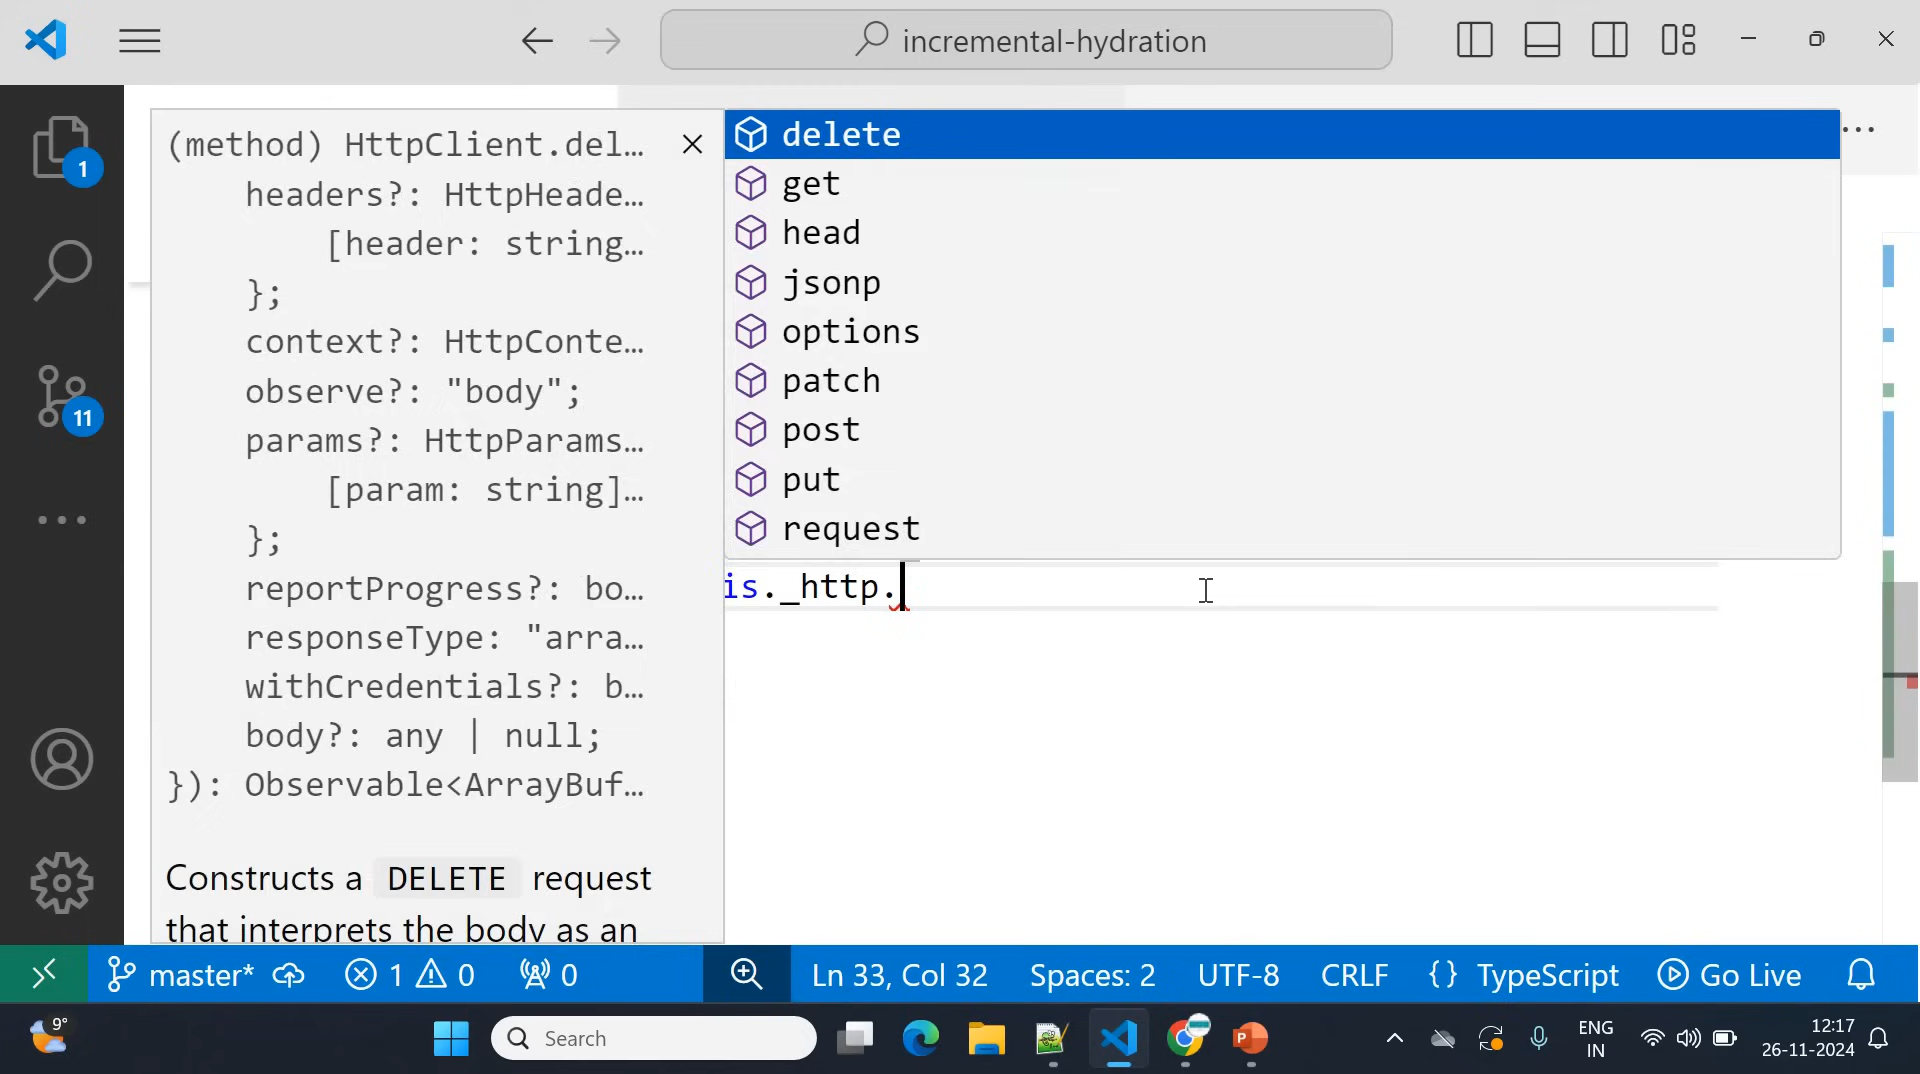 incremental-hydration
1
11
(method) HttpClient.del…
headers?: HttpHeade…
[header: string…
};
context?: HttpConte…
observe?: "body";
params?: HttpParams…
[param: string]…
};
reportProgress?: bo…
responseType: "arra…
withCredentials?: b…
body?: any | null;
}): Observable<ArrayBuf…
Constructs a DELETE request
that interprets the body as an
delete
get
head
jsonp
options
patch
post
put
request
is._http.
master*
1
0
0
Ln 33, Col 32
Spaces: 2
UTF-8
CRLF
{} TypeScript
Go Live
9°
Search
ENG
IN
12:17
26-11-2024